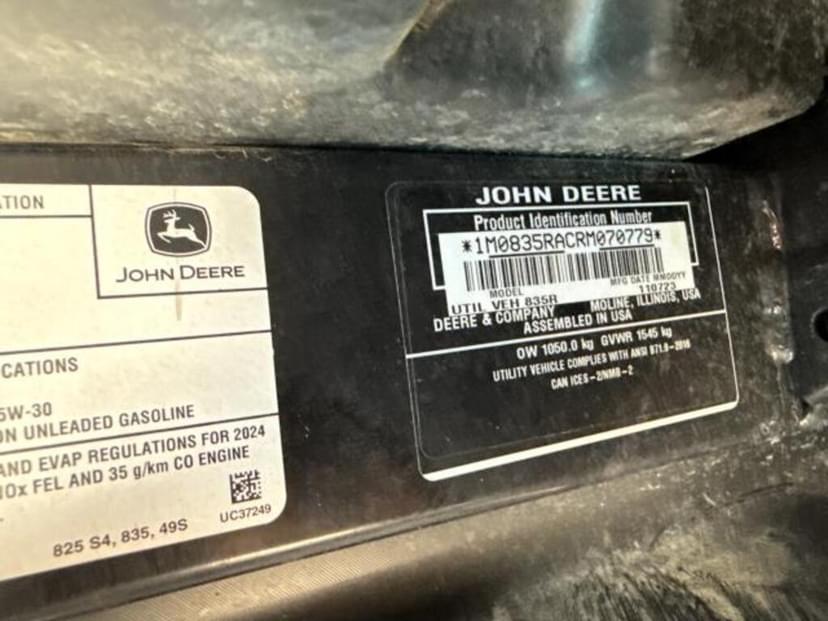 ATION
JOHN DEERE
CATIONS
5W-30
ON UNLEADED GASOLINE
AND EVAP REGULATIONS FOR 2024
NOx FEL AND 35 g/km CO ENGINE
825 S4, 835, 49S
UC37249
JOHN DEERE
Product Identification Number
*1M0835RACRM070779*
MODEL MFG DATE MMDDYY
UTIL VEH 835R 110723
DEERE & COMPANY MOLINE, ILLINOIS, USA
ASSEMBLED IN USA
OW 1050.0 kg GVWR 1545 kg
UTILITY VEHICLE COMPLIES WITH ANSI B71.9-2016
CAN ICES-2/NMB-2